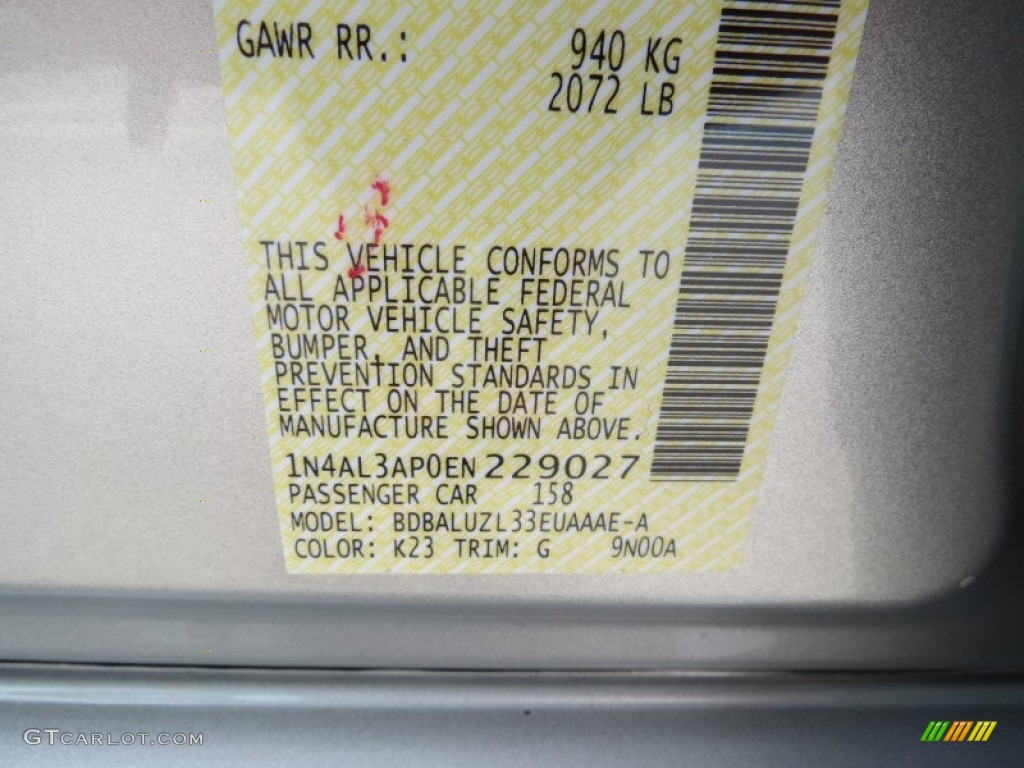 GAWR RR.: 940 KG
2072 LB
THIS VEHICLE CONFORMS TO
ALL APPLICABLE FEDERAL
MOTOR VEHICLE SAFETY,
BUMPER, AND THEFT
PREVENTION STANDARDS IN
EFFECT ON THE DATE OF
MANUFACTURE SHOWN ABOVE.
1N4AL3AP0EN229027
PASSENGER CAR 158
MODEL: BDBALUZL33EUAAAE-A
COLOR: K23 TRIM: G 9N00A
GTCARLOT.COM